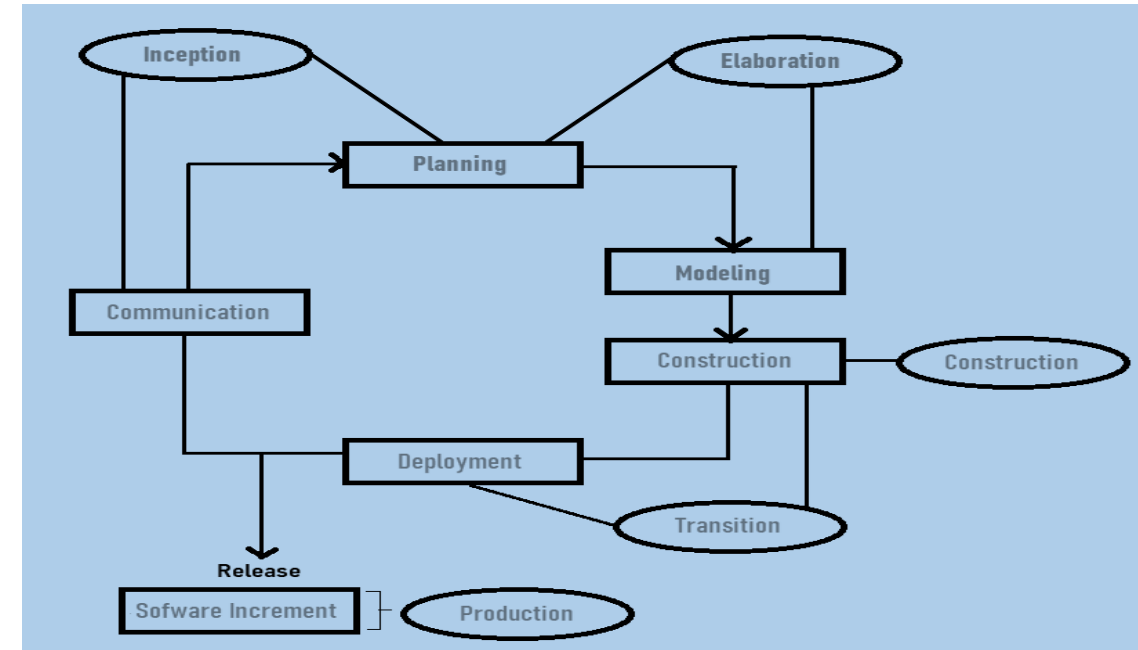 Inception
Elaboration
Planning
Modeling
Communication
Construction
Construction
Deployment
Transition
Release
Sofware Increment
Production